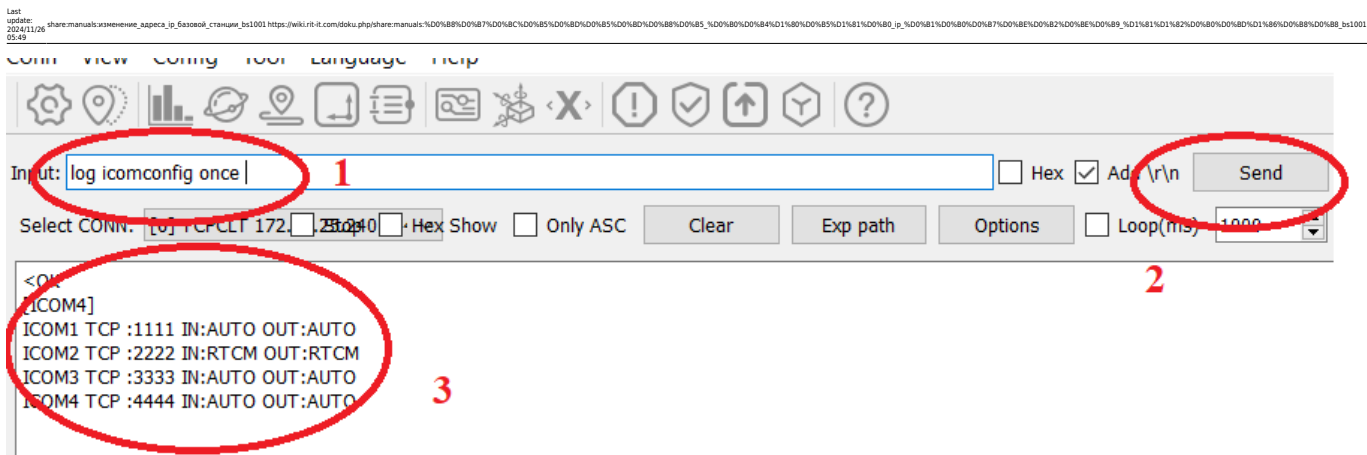 Last
update:
2024/11/26
05:49
share:manuals:изменение_адреса_ip_базовой_станции_bs1001 https://wiki.rit-it.com/doku.php/share:manuals:%D0%B8%D0%B7%D0%BC%D0%B5%D0%BD%D0%B5%D0%BD%D0%B8%D0%B5_%D0%B0%D0%B4%D1%80%D0%B5%D1%81%D0%B0_ip_%D0%B1%D0%B0%D0%B7%D0%BE%D0%B2%D0%BE%D0%B9_%D1%81%D1%82%D0%B0%D0%BD%D1%86%D0%B8%D0%B8_bs1001
Conn View Config Tool Language Help
Input: log icomconfig once 1 Hex Add \r\n Send
Select CONN: [0] TCPCLT 172. Stop Hex Show Only ASC Clear Exp path Options Loop(ms) 1000
2
<OK
[ICOM4]
ICOM1 TCP :1111 IN:AUTO OUT:AUTO
ICOM2 TCP :2222 IN:RTCM OUT:RTCM
ICOM3 TCP :3333 IN:AUTO OUT:AUTO
3
ICOM4 TCP :4444 IN:AUTO OUT:AUTO